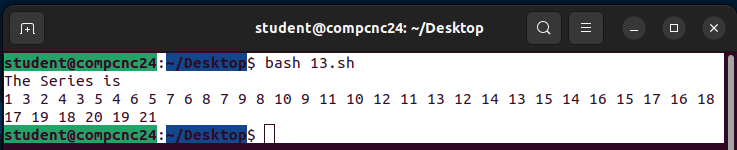 student@compcnc24: ~/Desktop
student@compcnc24:~/Desktop$ bash 13.sh
The Series is
1 3 2 4 3 5 4 6 5 7 6 8 7 9 8 10 9 11 10 12 11 13 12 14 13 15 14 16 15 17 16 18
17 19 18 20 19 21
student@compcnc24:~/Desktop$